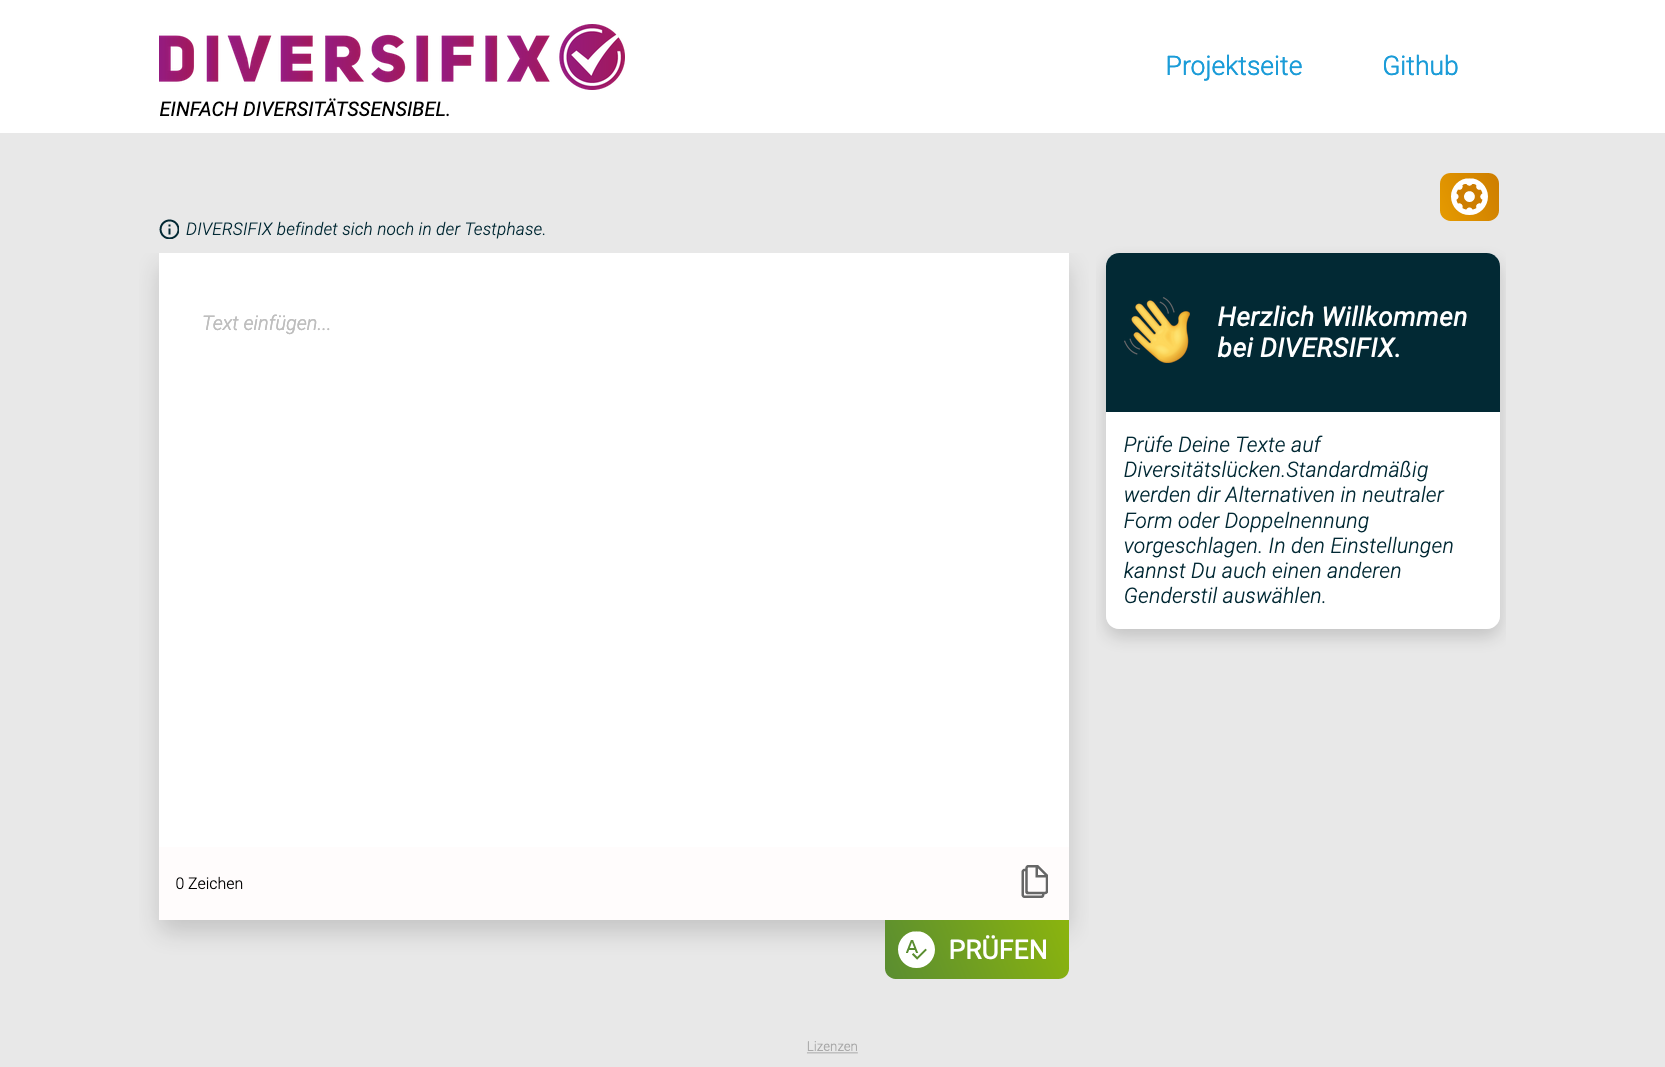 DIVERSIFIX
EINFACH DIVERSITÄTSSENSIBEL.
Projektseite
Github
DIVERSIFIX befindet sich noch in der Testphase.
Text einfügen...
Herzlich Willkommen
bei DIVERSIFIX.
Prüfe Deine Texte auf
Diversitätslücken.Standardmäßig
werden dir Alternativen in neutraler
Form oder Doppelnennung
vorgeschlagen. In den Einstellungen
kannst Du auch einen anderen
Genderstil auswählen.
0 Zeichen
A PRÜFEN
Lizenzen